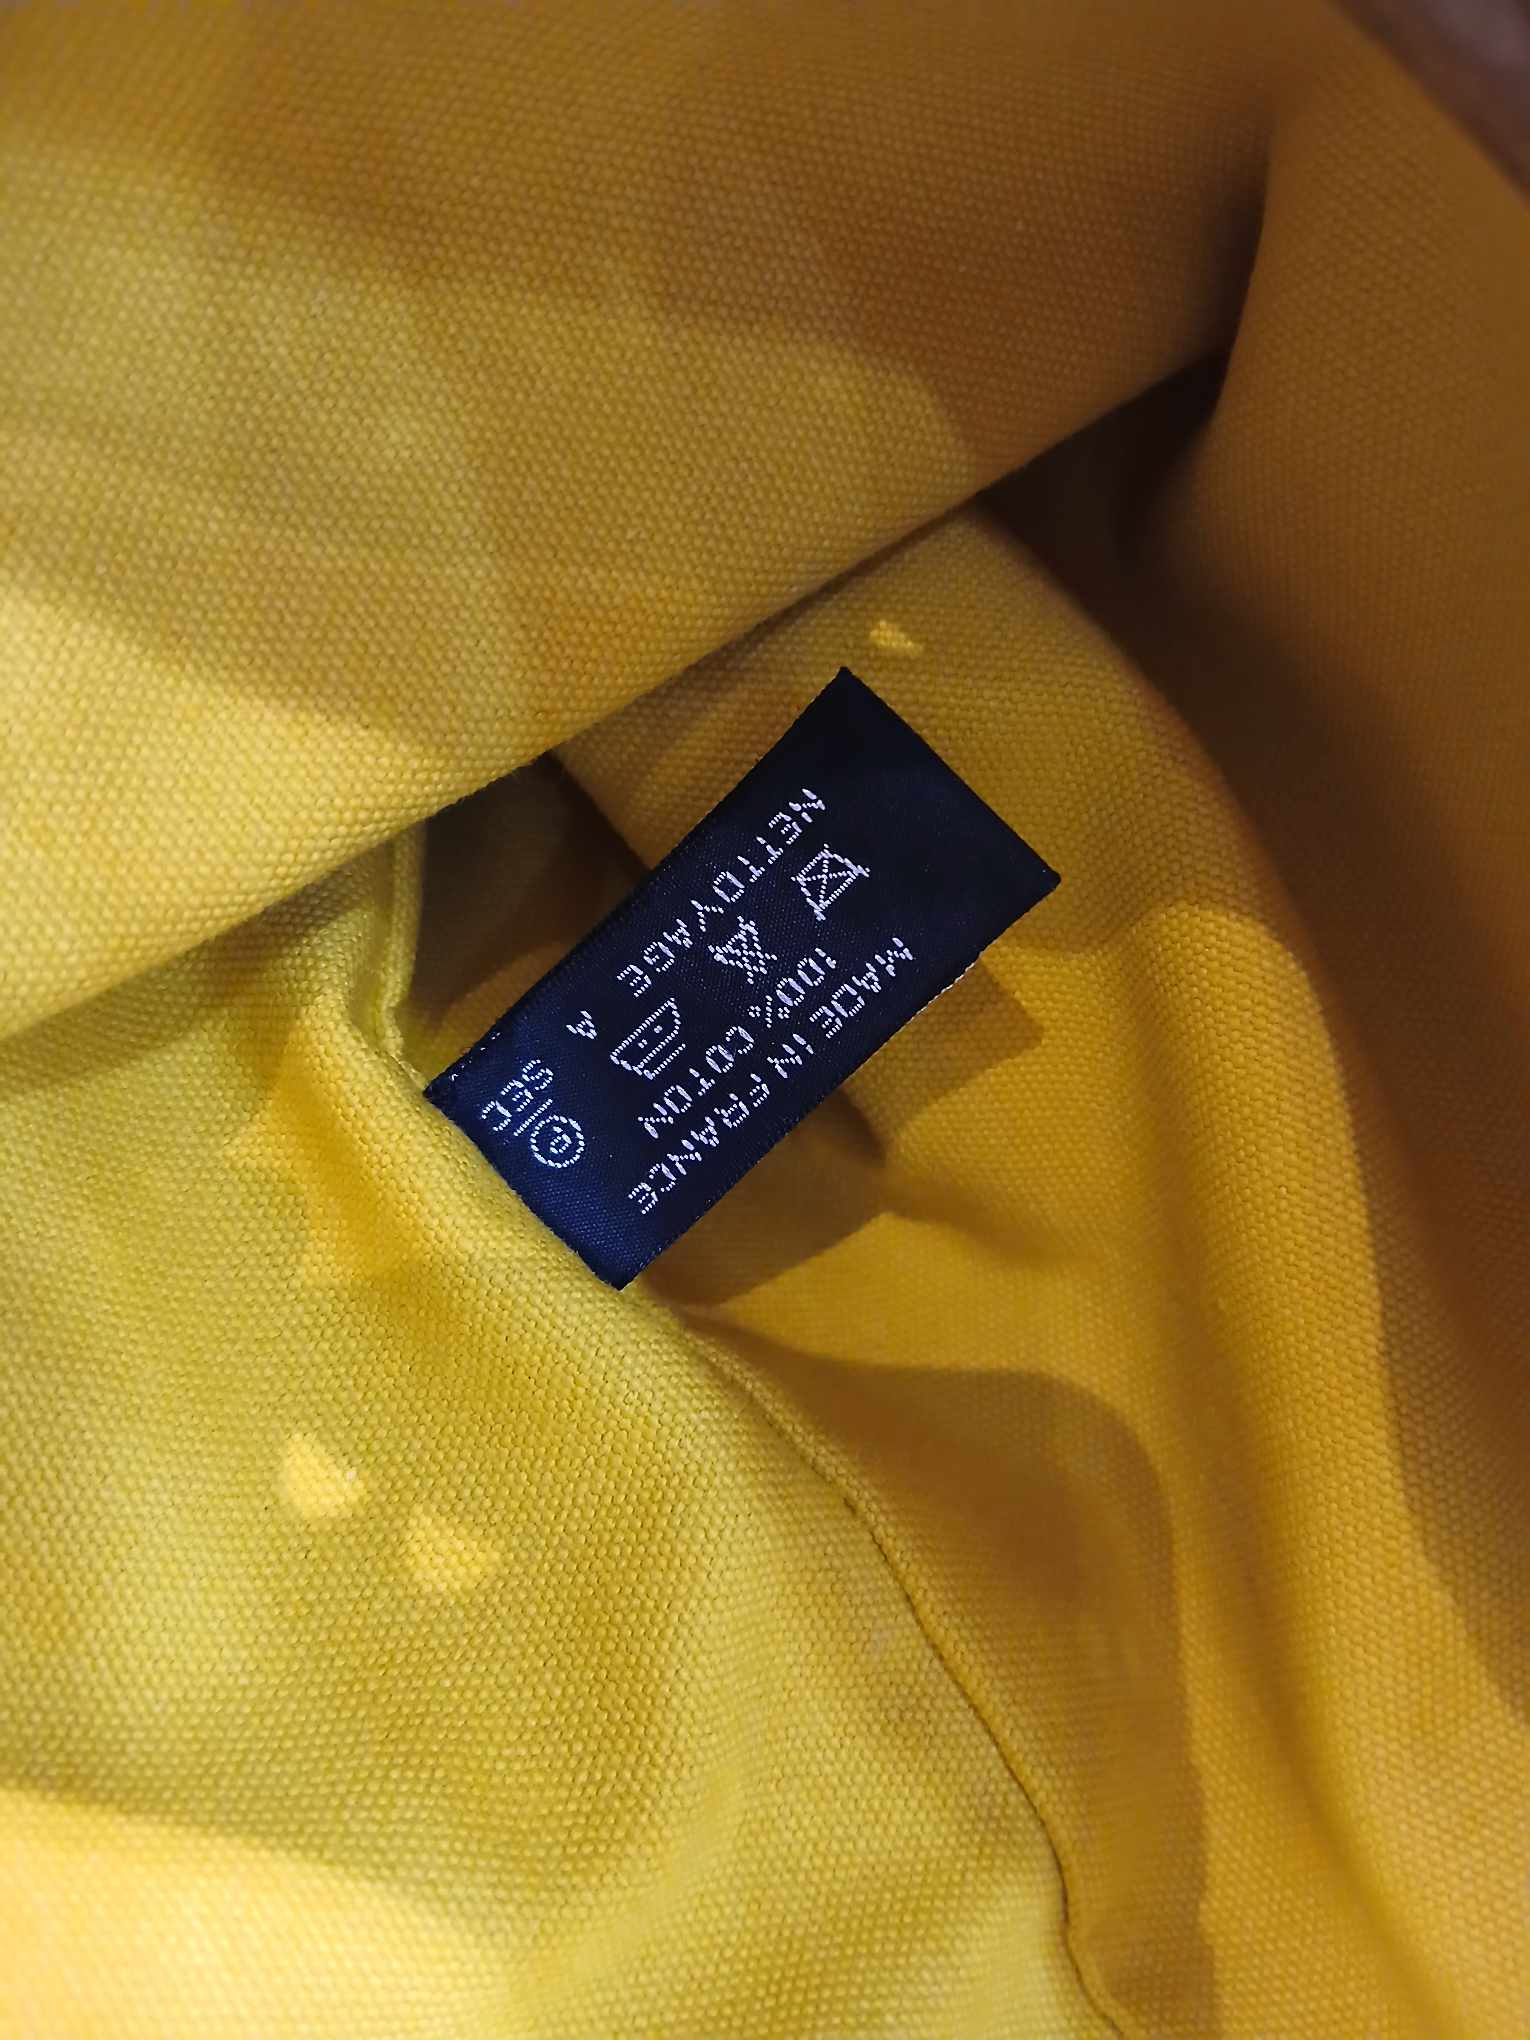 MADE IN FRANCE
100% COTON
NETTOYAGE A SEC